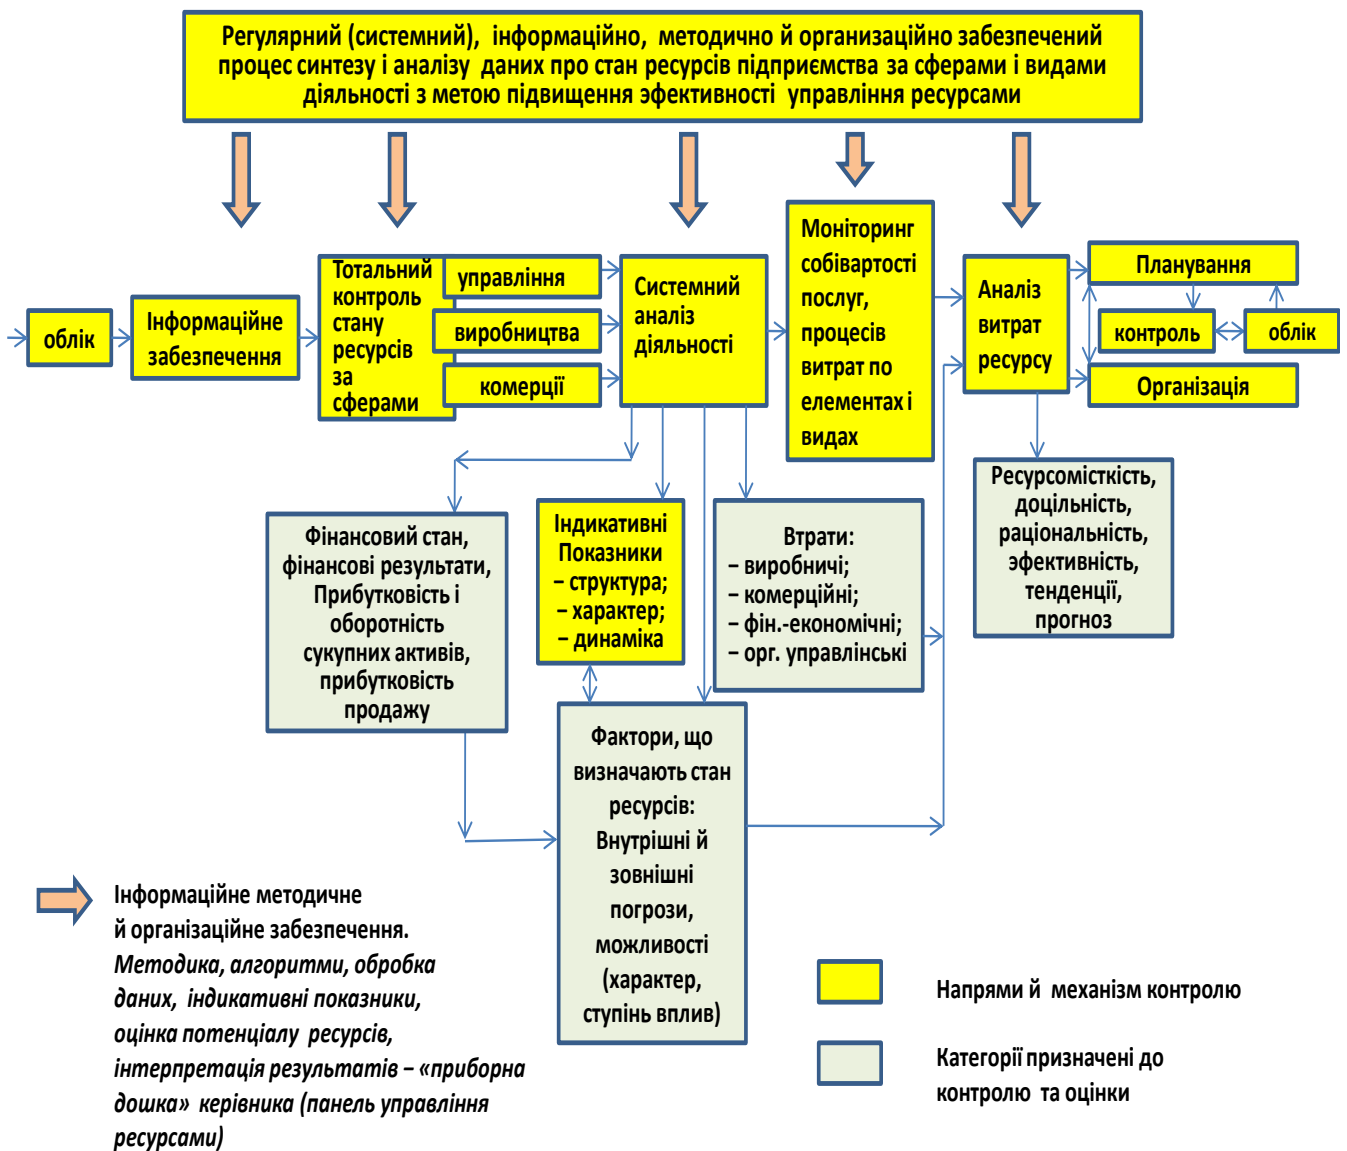 Регулярний (системний), інформаційно, методично й организаційно забезпечений
процес синтезу і аналізу даних про стан ресурсів підприємства за сферами і видами
діяльності з метою підвищення эфективності управління ресурсами
облік
Інформаційне
забезпечення
Тотальний
контроль
стану
ресурсів
за
сферами
управління
виробництва
комерції
Системний
аналіз
діяльності
Моніторинг
собівартості
послуг,
процесів
витрат по
елементах і
видах
Аналіз
витрат
ресурсу
Планування
контроль
облік
Організація
Ресурсомісткість,
доцільність,
раціональність,
эфективність,
тенденції,
прогноз
Фінансовий стан,
фінансові результати,
Прибутковість і
оборотність
сукупних активів,
прибутковість
продажу
Індикативні
Показники
– структура;
– характер;
– динаміка
Втрати:
– виробничі;
– комерційні;
– фін.-економічні;
– орг. управлінські
Фактори, що
визначають стан
ресурсів:
Внутрішні й
зовнішні
погрози,
можливості
(характер,
ступінь вплив)
Інформаційне методичне
й організаційне забезпечення.
Методика, алгоритми, обробка
даних, індикативні показники,
оцінка потенціалу ресурсів,
інтерпретація результатів – «приборна
дошка» керівника (панель управління
ресурсами)
Напрями й механізм контролю
Категорії призначені до
контролю та оцінки